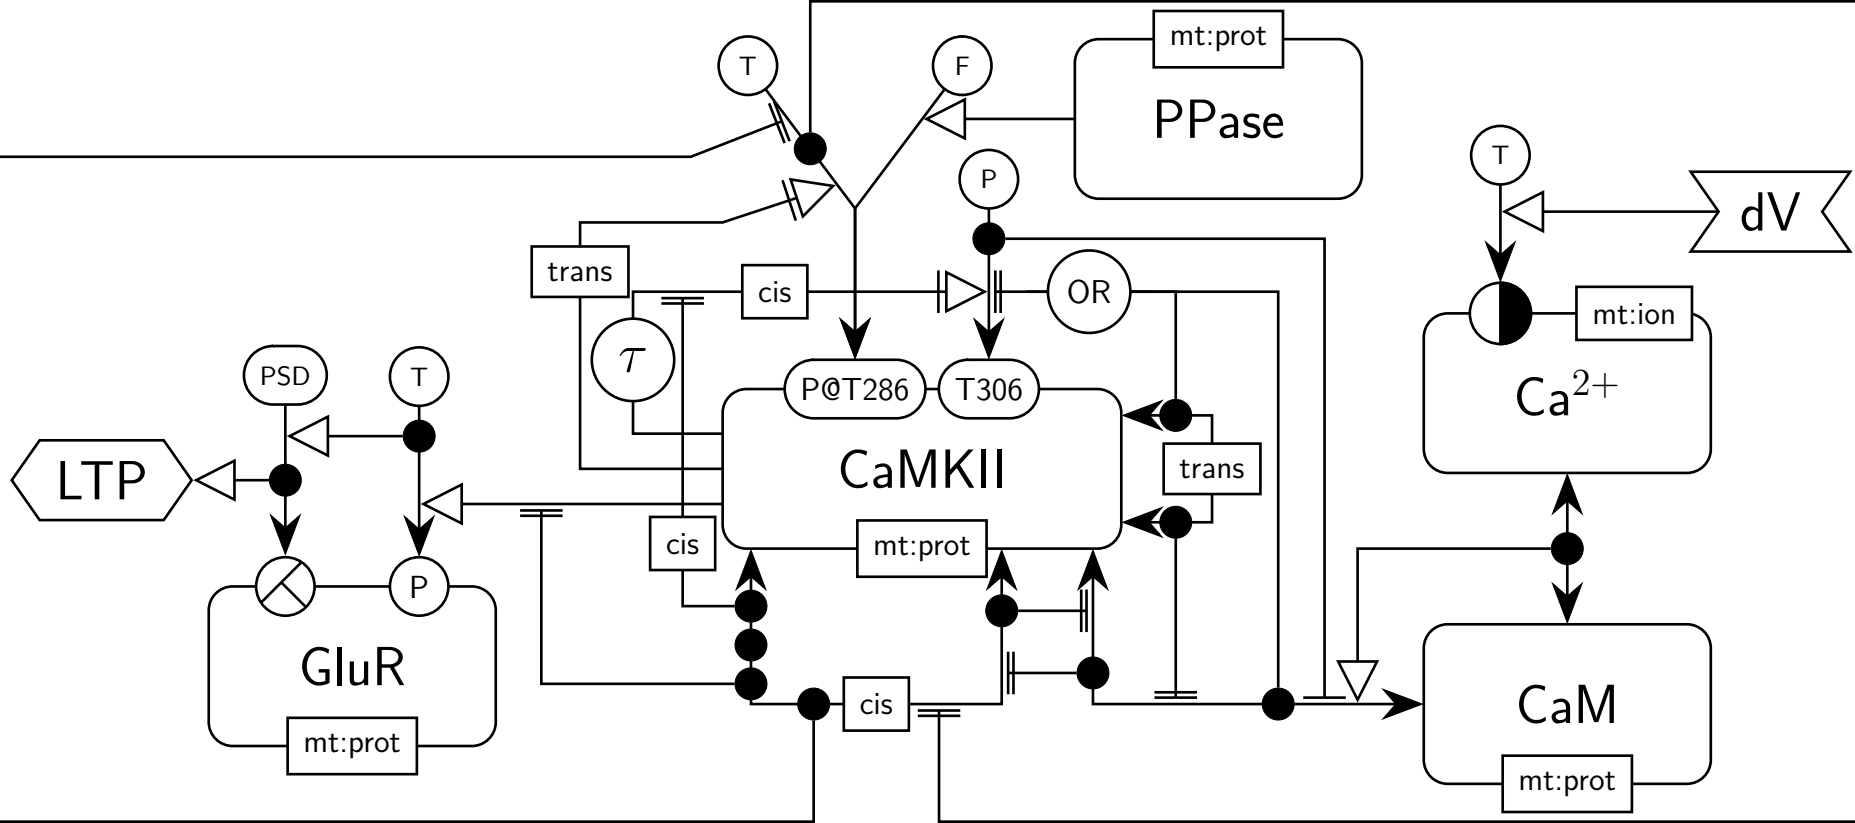 mt:prot
T
F
PPase
T
P
dV
trans
cis
OR
mt:ion
τ
PSD
T
P@T286
T306
Ca²⁺
LTP
CaMKII
trans
cis
mt:prot
P
GluR
cis
CaM
mt:prot
mt:prot